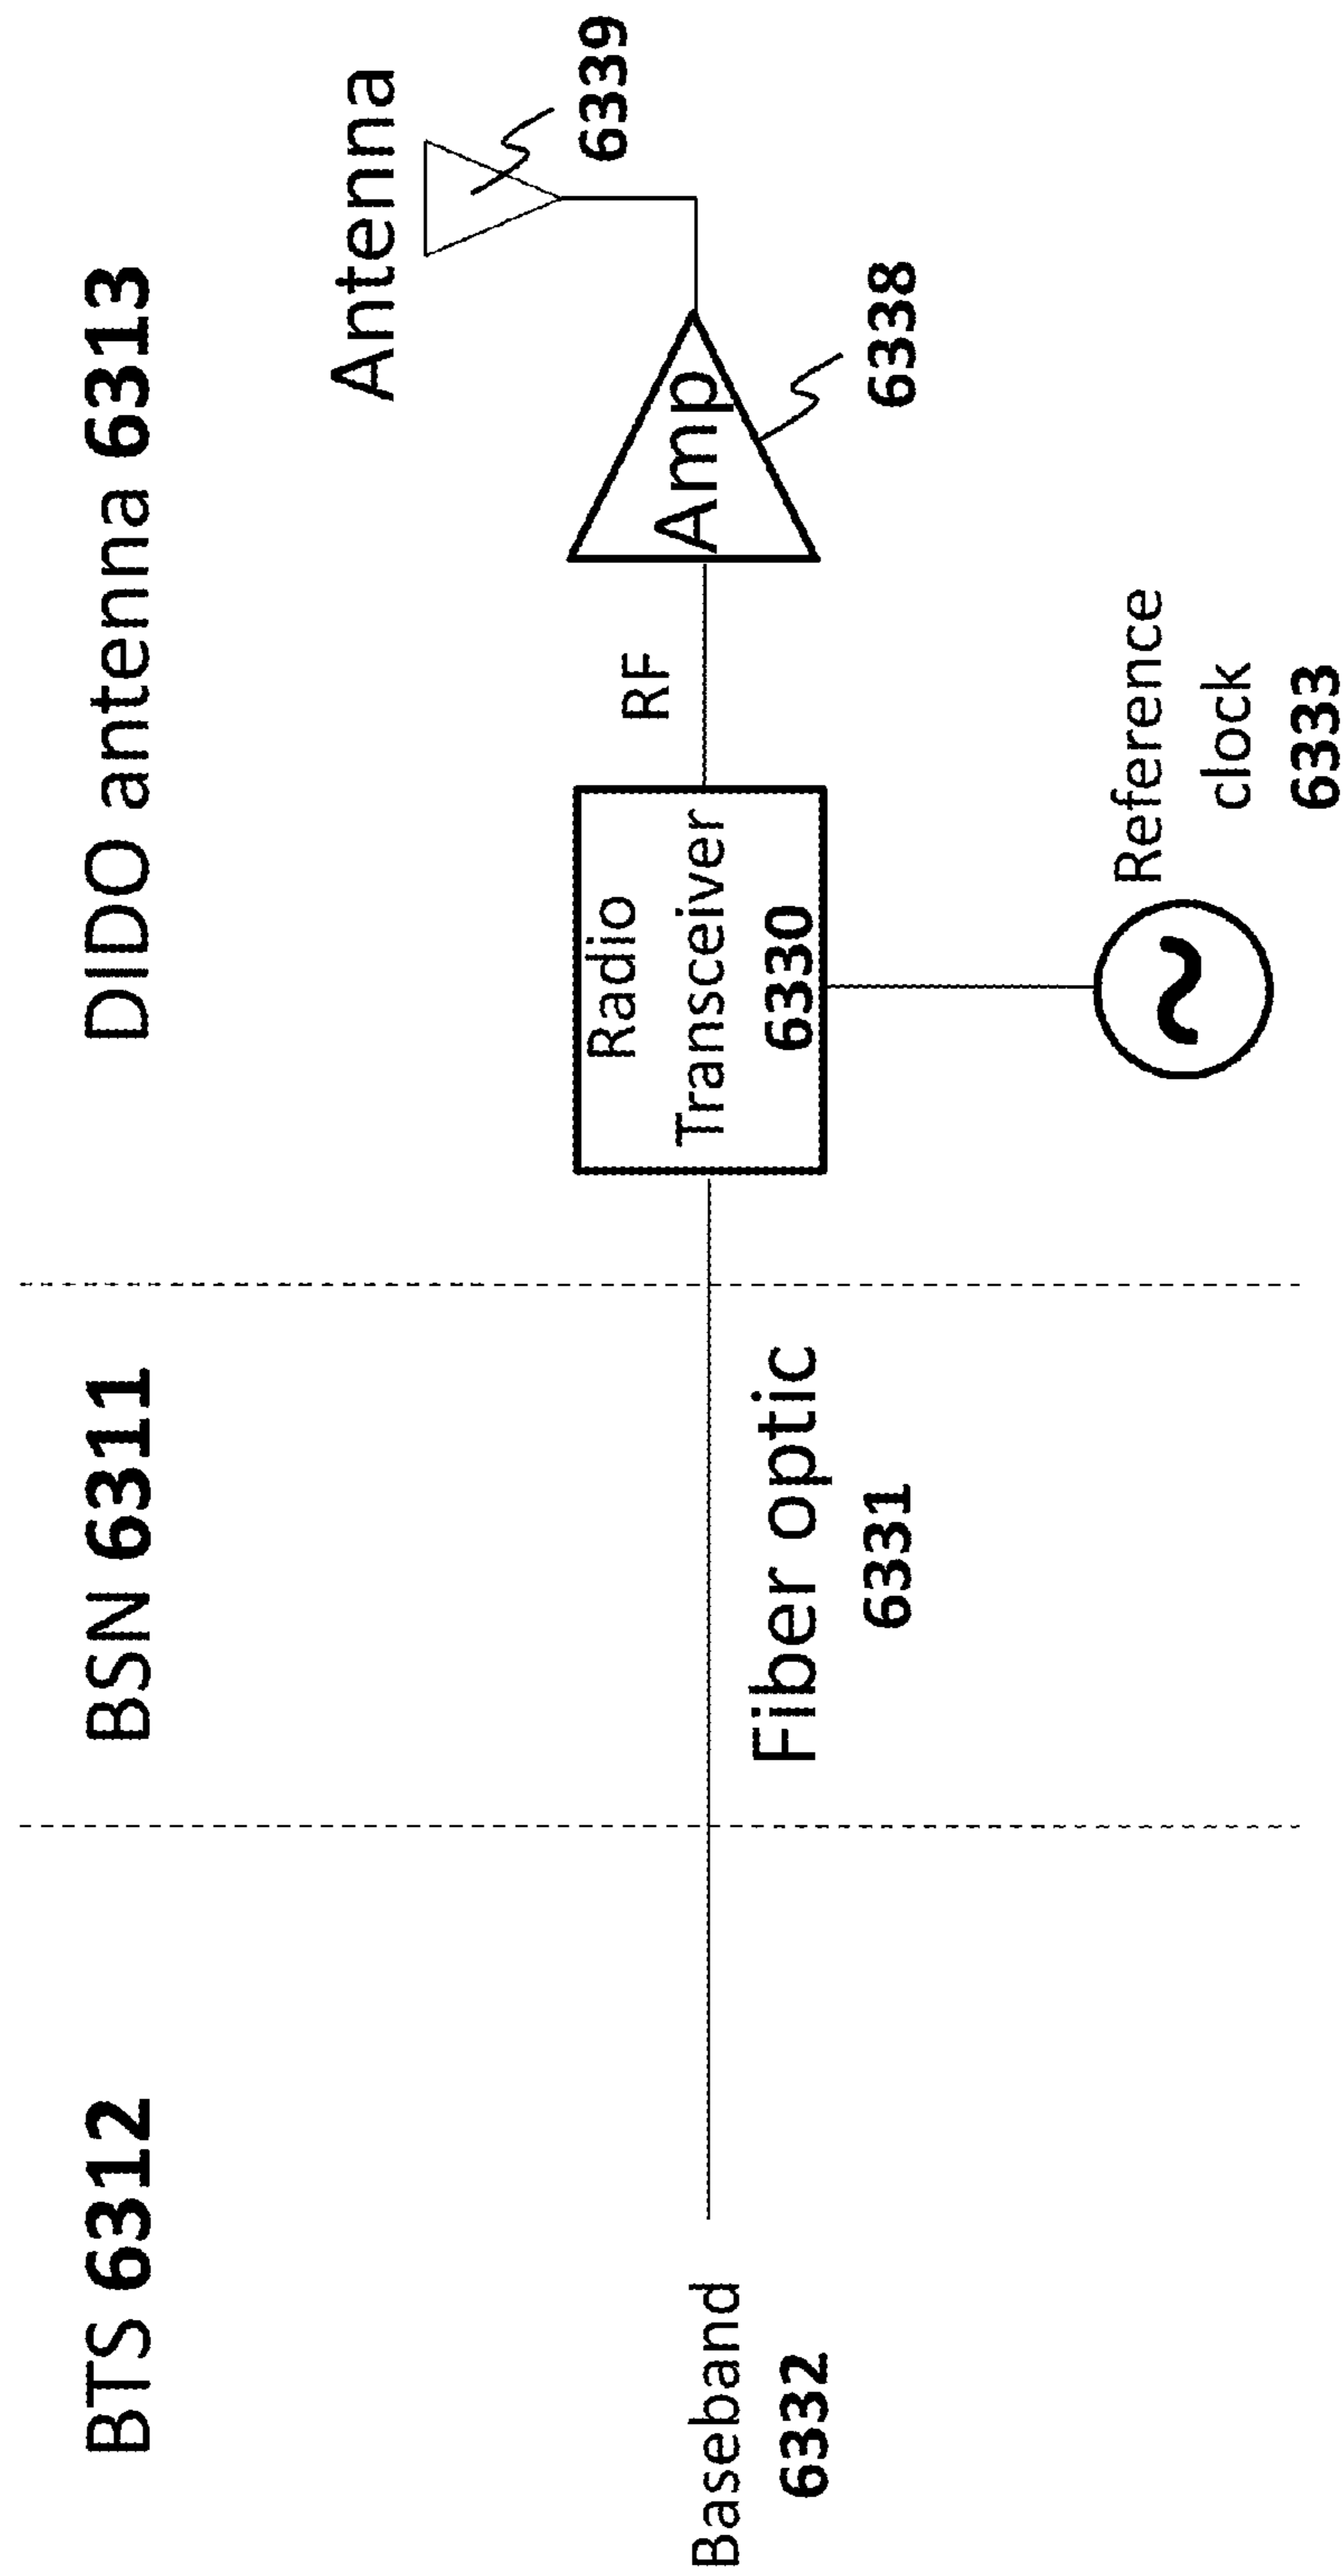 BTS 6312
BSN 6311
DIDO antenna 6313
Antenna
6339
Baseband
6332
Fiber optic
6331
Radio
Transceiver
6330
RF
Amp
6338
Reference
clock
6333